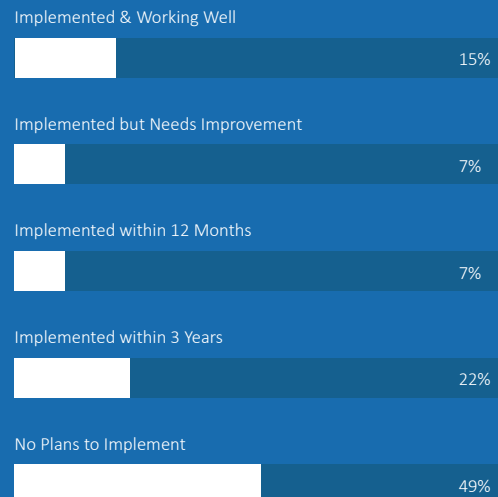 Implemented & Working Well
15%
Implemented but Needs Improvement
7%
Implemented within 12 Months
7%
Implemented within 3 Years
22%
No Plans to Implement
49%